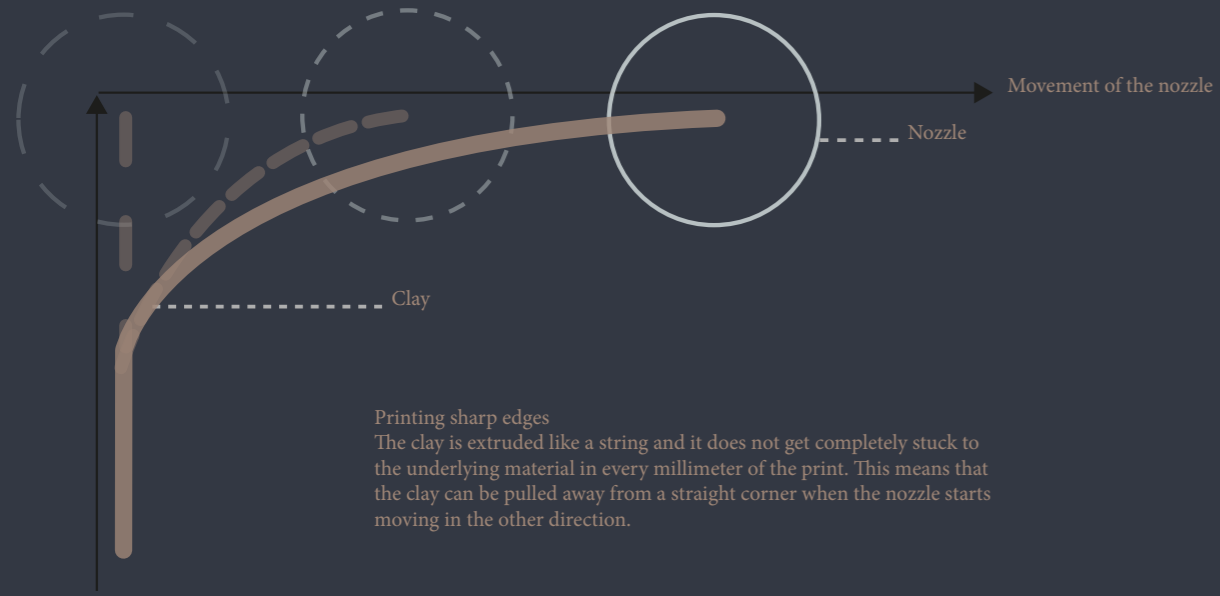 Movement of the nozzle
Nozzle
Clay
Printing sharp edges
The clay is extruded like a string and it does not get completely stuck to
the underlying material in every millimeter of the print. This means that
the clay can be pulled away from a straight corner when the nozzle starts
moving in the other direction.